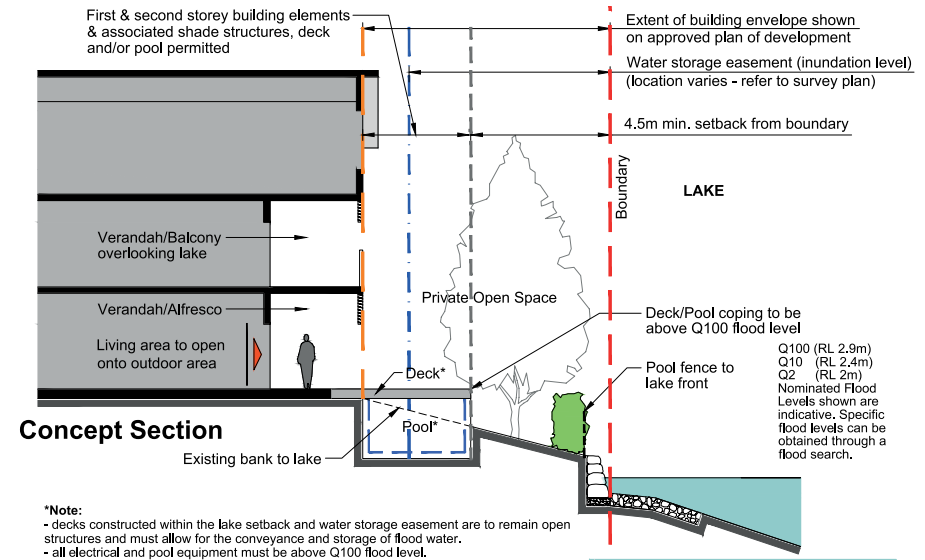 First & second storey building elements
& associated shade structures, deck
and/or pool permitted
Extent of building envelope shown
on approved plan of development
Water storage easement (inundation level)
(location varies - refer to survey plan)
4.5m min. setback from boundary
Boundary
LAKE
Verandah/Balcony
overlooking lake
Private Open Space
Verandah/Alfresco
Living area to open
onto outdoor area
Deck/Pool coping to be
above Q100 flood level
Deck*
Pool fence to
lake front
Q100 (RL 2.9m)
Q10 (RL 2.4m)
Q2 (RL 2m)
Nominated Flood
Levels shown are
indicative. Specific
flood levels can be
obtained through a
flood search.
Pool*
Concept Section
Existing bank to lake
*Note:
- decks constructed within the lake setback and water storage easement are to remain open
structures and must allow for the conveyance and storage of flood water.
- all electrical and pool equipment must be above Q100 flood level.